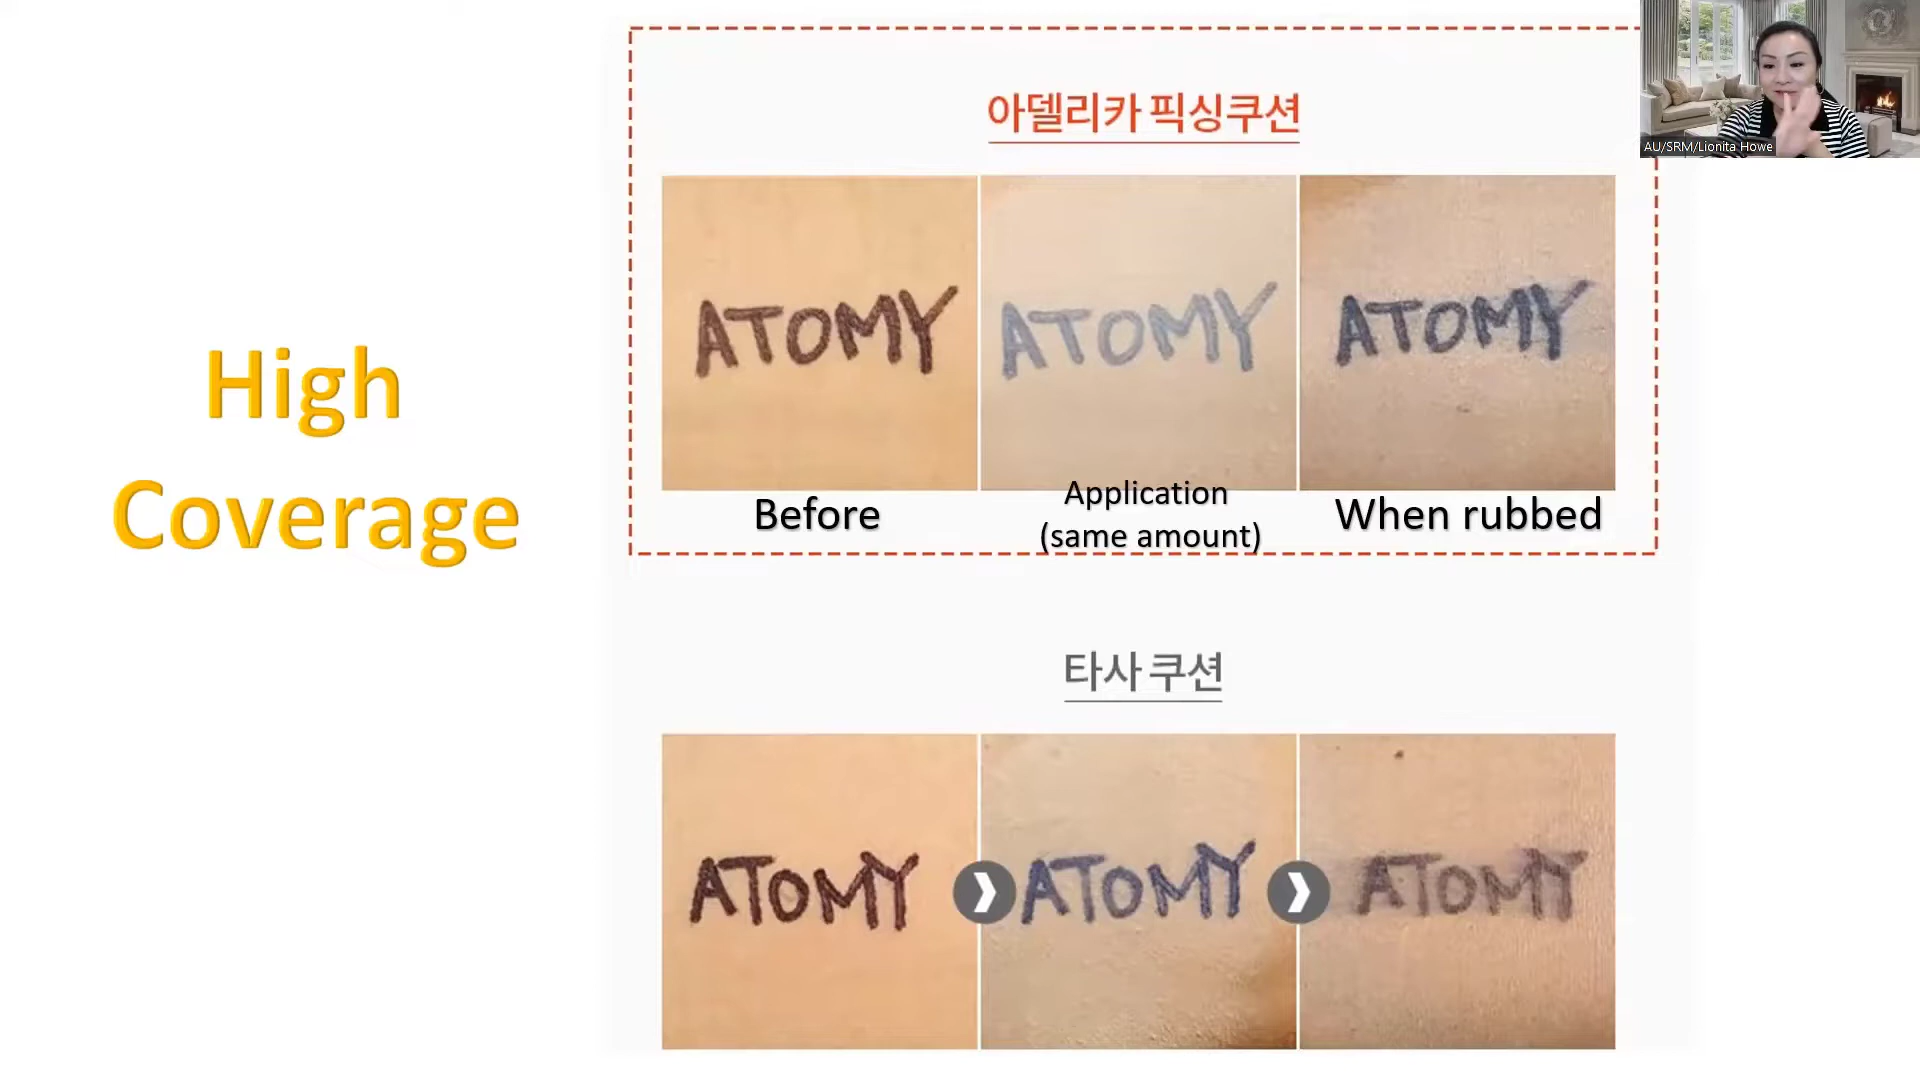 아델리카 픽싱쿠션
AU/SRM/Lionita Howe
ATOMY
ATOMY
ATOMY
Before
Application
(same amount)
When rubbed
High
Coverage
타사 쿠션
ATOMY
ATOMY
ATOMY